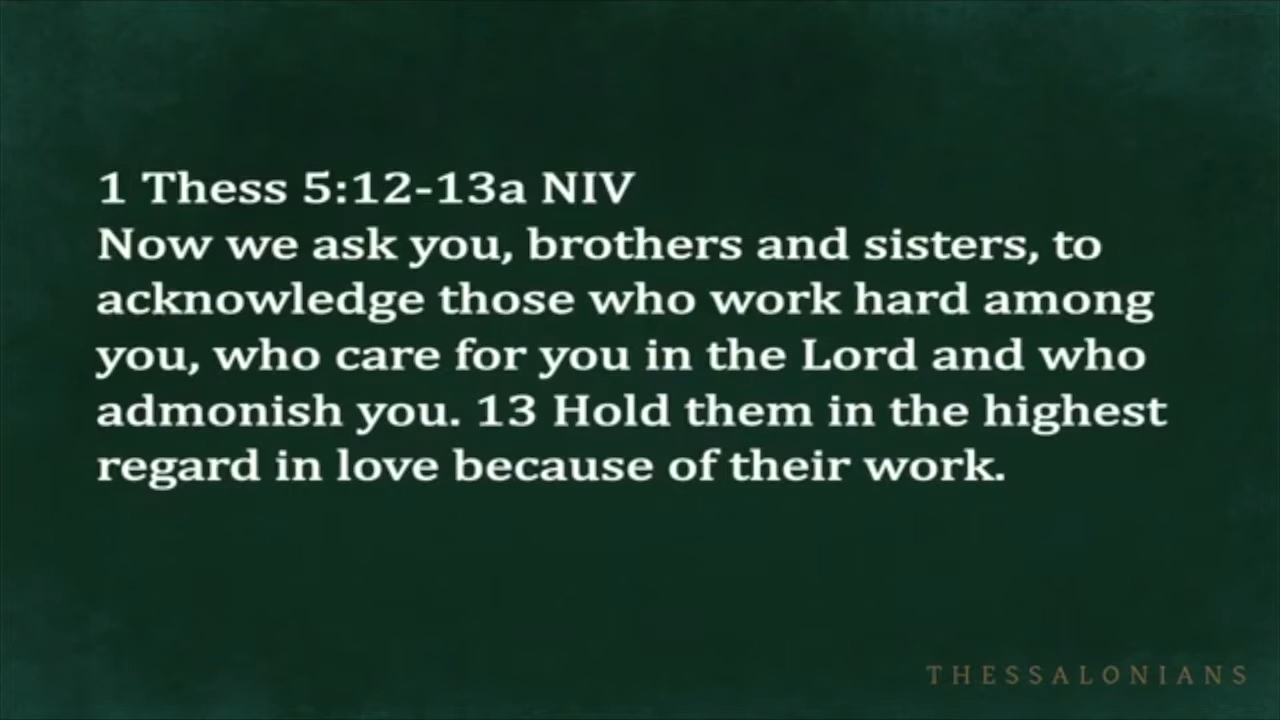 1 Thess 5:12-13a NIV
Now we ask you, brothers and sisters, to
acknowledge those who work hard among
you, who care for you in the Lord and who
admonish you. 13 Hold them in the highest
regard in love because of their work.
THESSALONIANS